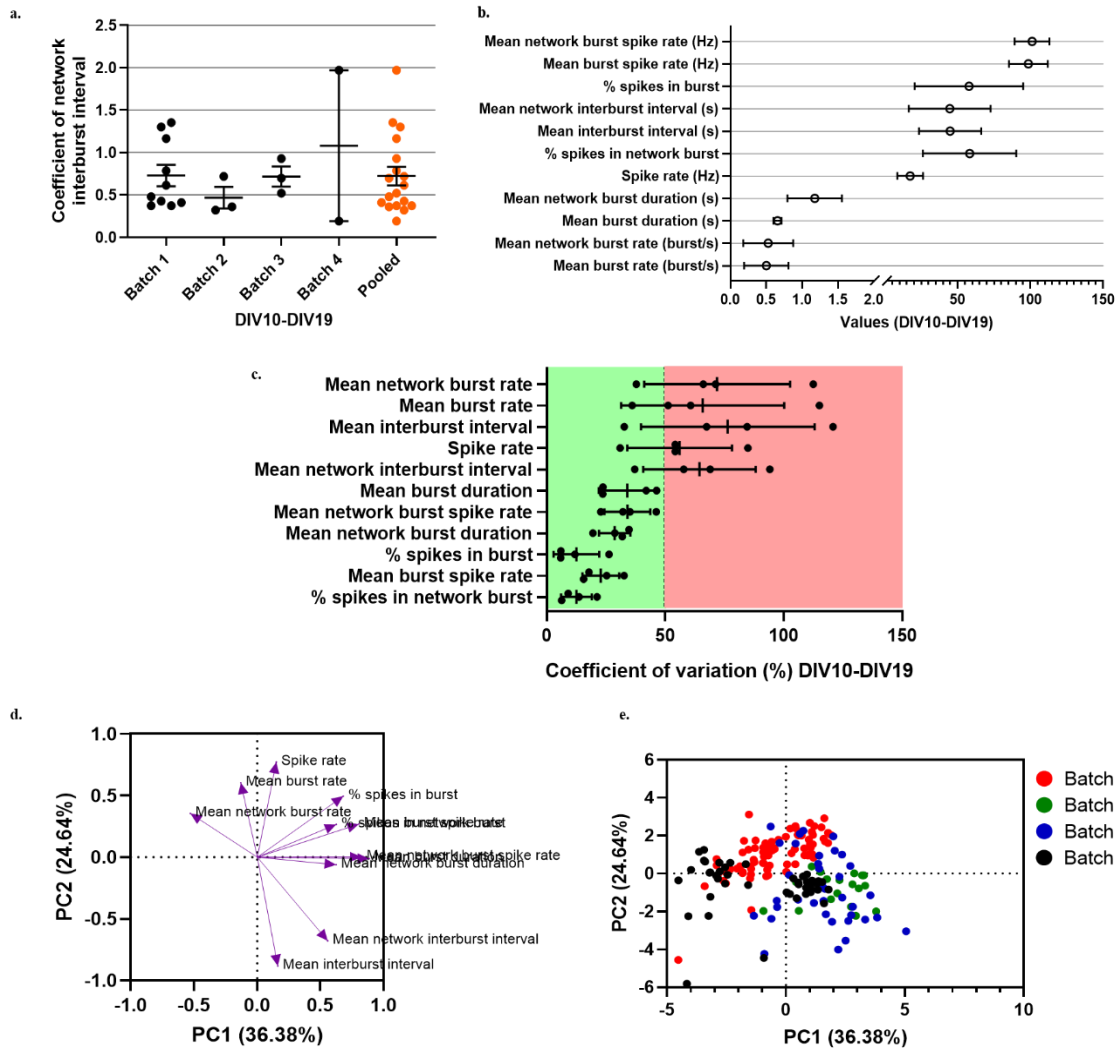 a.
Coefficient of network
interburst interval
2.5
2.0
1.5
1.0
0.5
0.0
Batch 1
Batch 2
Batch 3
Batch 4
Pooled
DIV10-DIV19
b.
Mean network burst spike rate (Hz)
Mean burst spike rate (Hz)
% spikes in burst
Mean network interburst interval (s)
Mean interburst interval (s)
% spikes in network burst
Spike rate (Hz)
Mean network burst duration (s)
Mean burst duration (s)
Mean network burst rate (burst/s)
Mean burst rate (burst/s)
0.0 0.5 1.0 1.5 2.0 50 100 150
Values (DIV10-DIV19)
c.
Mean network burst rate
Mean burst rate
Mean interburst interval
Spike rate
Mean network interburst interval
Mean burst duration
Mean network burst spike rate
Mean network burst duration
% spikes in burst
Mean burst spike rate
% spikes in network burst
0 50 100 150
Coefficient of variation (%) DIV10-DIV19
d.
PC2 (24.64%)
1.0
0.5
0.0
-0.5
-1.0
Spike rate
Mean burst rate
% spikes in burst
Mean network burst rate
Mean burst spike rate
% spikes in network burst
Mean network burst spike rate
Mean network burst duration
Mean network interburst interval
Mean interburst interval
-1.0 -0.5 0.0 0.5 1.0
PC1 (36.38%)
e.
PC2 (24.64%)
6
4
2
0
-2
-4
-6
-5 0 5 10
PC1 (36.38%)
Batch
Batch
Batch
Batch